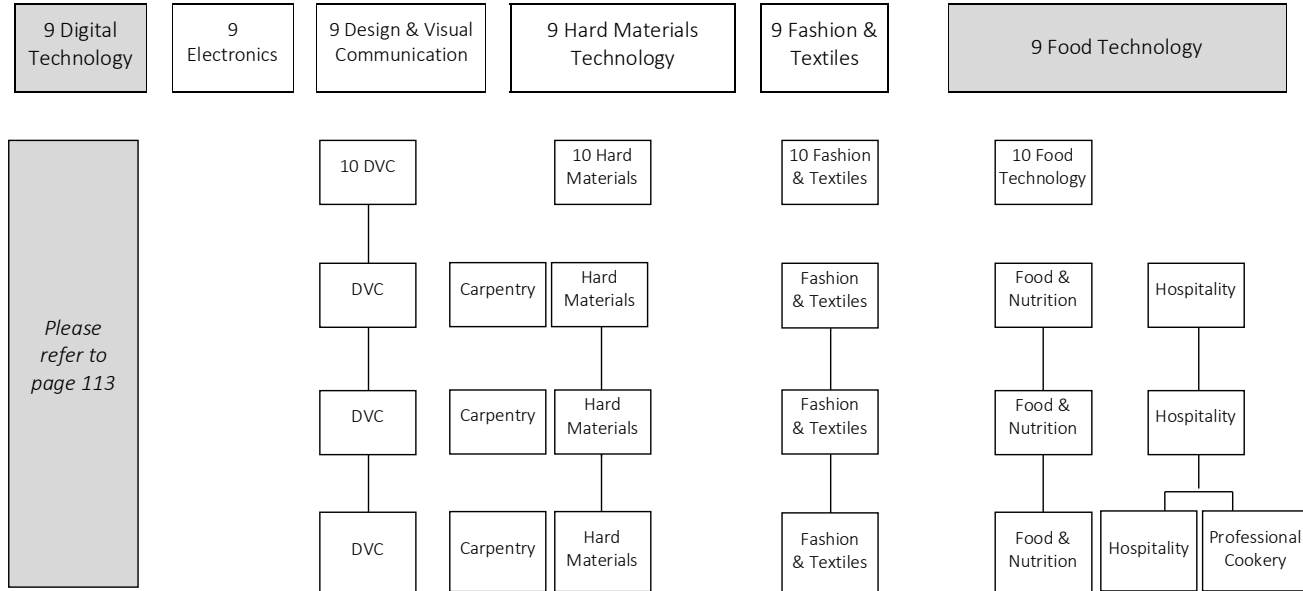 9 Digital
Technology
9
Electronics
9 Design & Visual
Communication
9 Hard Materials
Technology
9 Fashion &
Textiles
9 Food Technology
Please
refer to
page 113
10 DVC
10 Hard
Materials
10 Fashion
& Textiles
10 Food
Technology
DVC
Carpentry
Hard
Materials
Fashion
& Textiles
Food &
Nutrition
Hospitality
DVC
Carpentry
Hard
Materials
Fashion
& Textiles
Food &
Nutrition
Hospitality
DVC
Carpentry
Hard
Materials
Fashion
& Textiles
Food &
Nutrition
Hospitality
Professional
Cookery